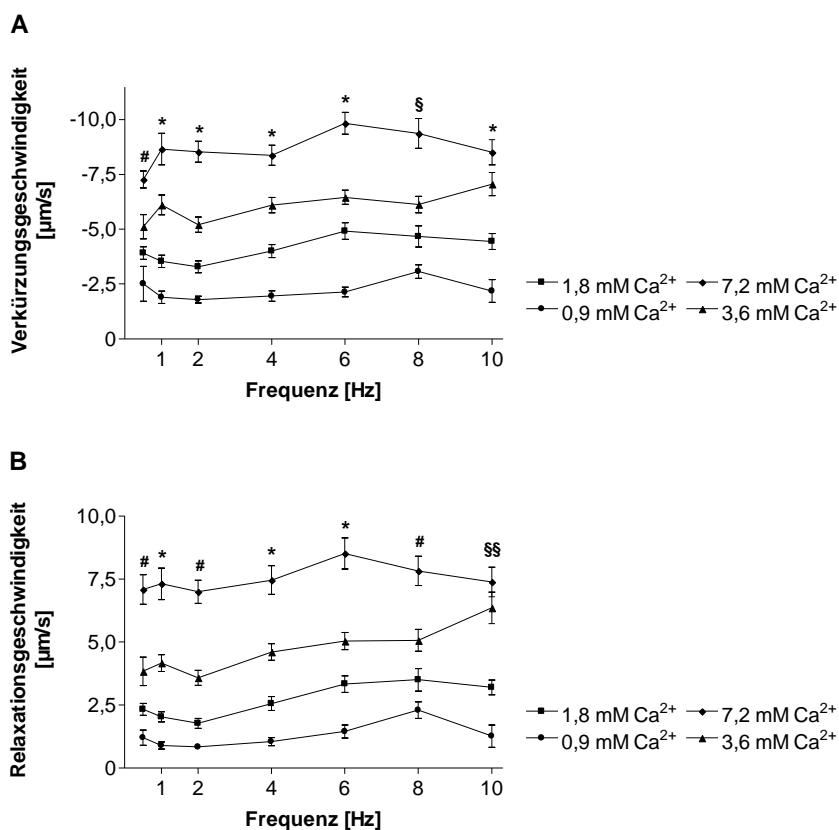 A
Verkürzungsgeschwindigkeit
[µm/s]
-10,0
-7,5
-5,0
-2,5
0
# * * * * § *
1 2 4 6 8 10
Frequenz [Hz]
1,8 mM Ca²⁺ 7,2 mM Ca²⁺
0,9 mM Ca²⁺ 3,6 mM Ca²⁺
B
Relaxationsgeschwindigkeit
[µm/s]
10,0
7,5
5,0
2,5
0
# * # * * # §§
1 2 4 6 8 10
Frequenz [Hz]
1,8 mM Ca²⁺ 7,2 mM Ca²⁺
0,9 mM Ca²⁺ 3,6 mM Ca²⁺